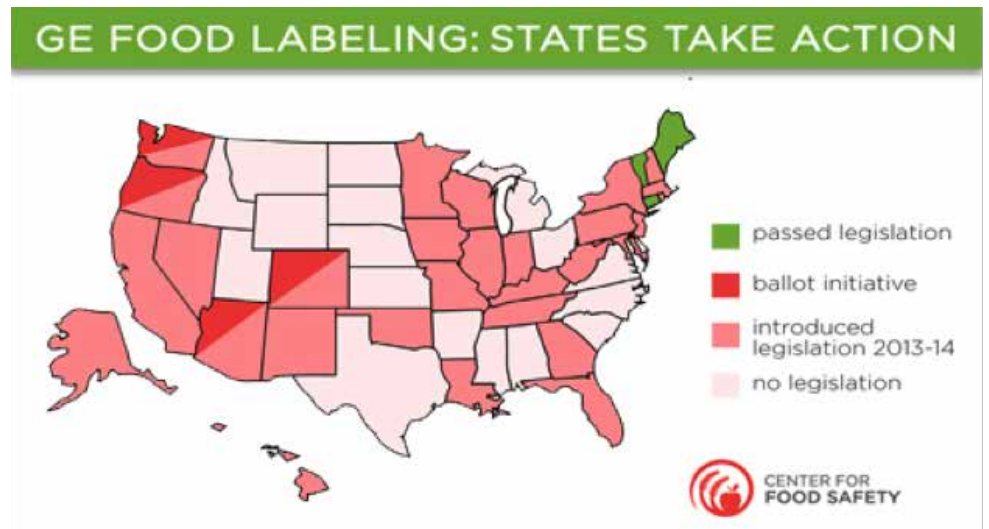 GE FOOD LABELING: STATES TAKE ACTION
passed legislation
ballot initiative
introduced
legislation 2013-14
no legislation
CENTER FOR
FOOD SAFETY